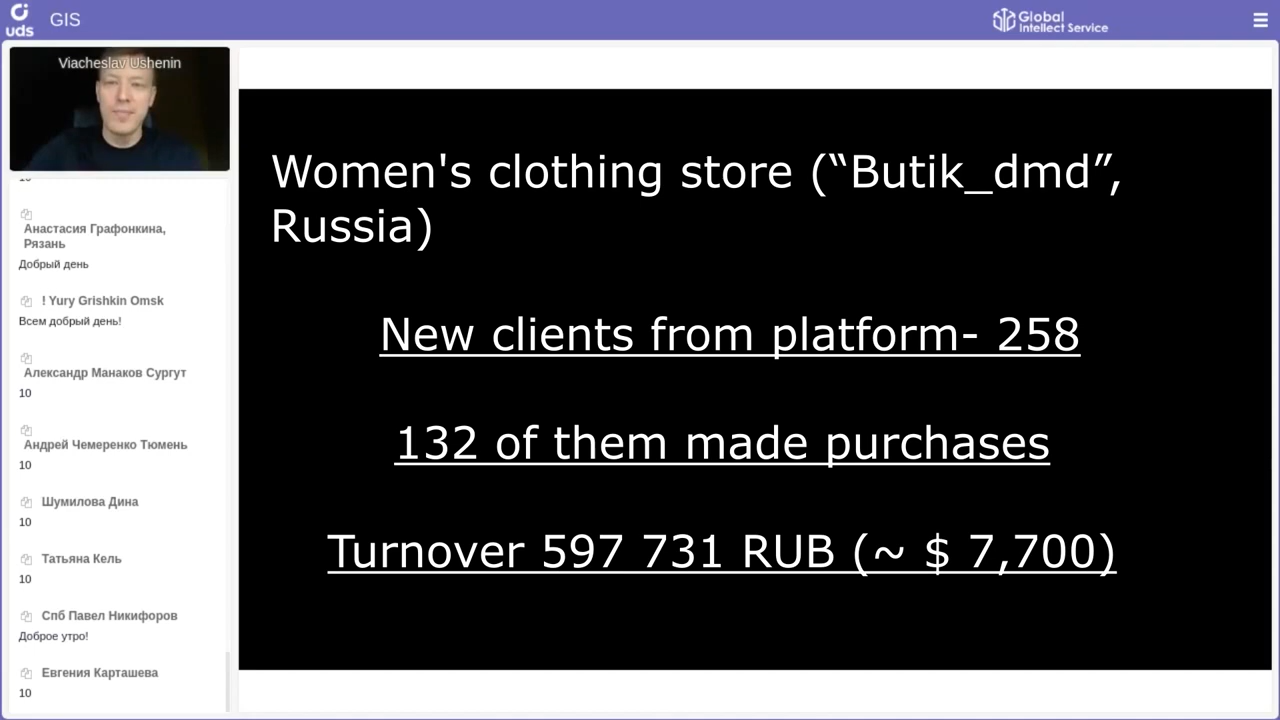 uds
GIS
Global
Intellect Service
Viacheslav Ushenin
Анастасия Графонкина,
Рязань
Добрый день
! Yury Grishkin Omsk
Всем добрый день!
Александр Манаков Сургут
10
Андрей Чемеренко Тюмень
10
Шумилова Дина
10
Татьяна Кель
10
Спб Павел Никифоров
Доброе утро!
Евгения Карташева
10
Women's clothing store (“Butik_dmd”,
Russia)
New clients from platform- 258
132 of them made purchases
Turnover 597 731 RUB (~ $ 7,700)